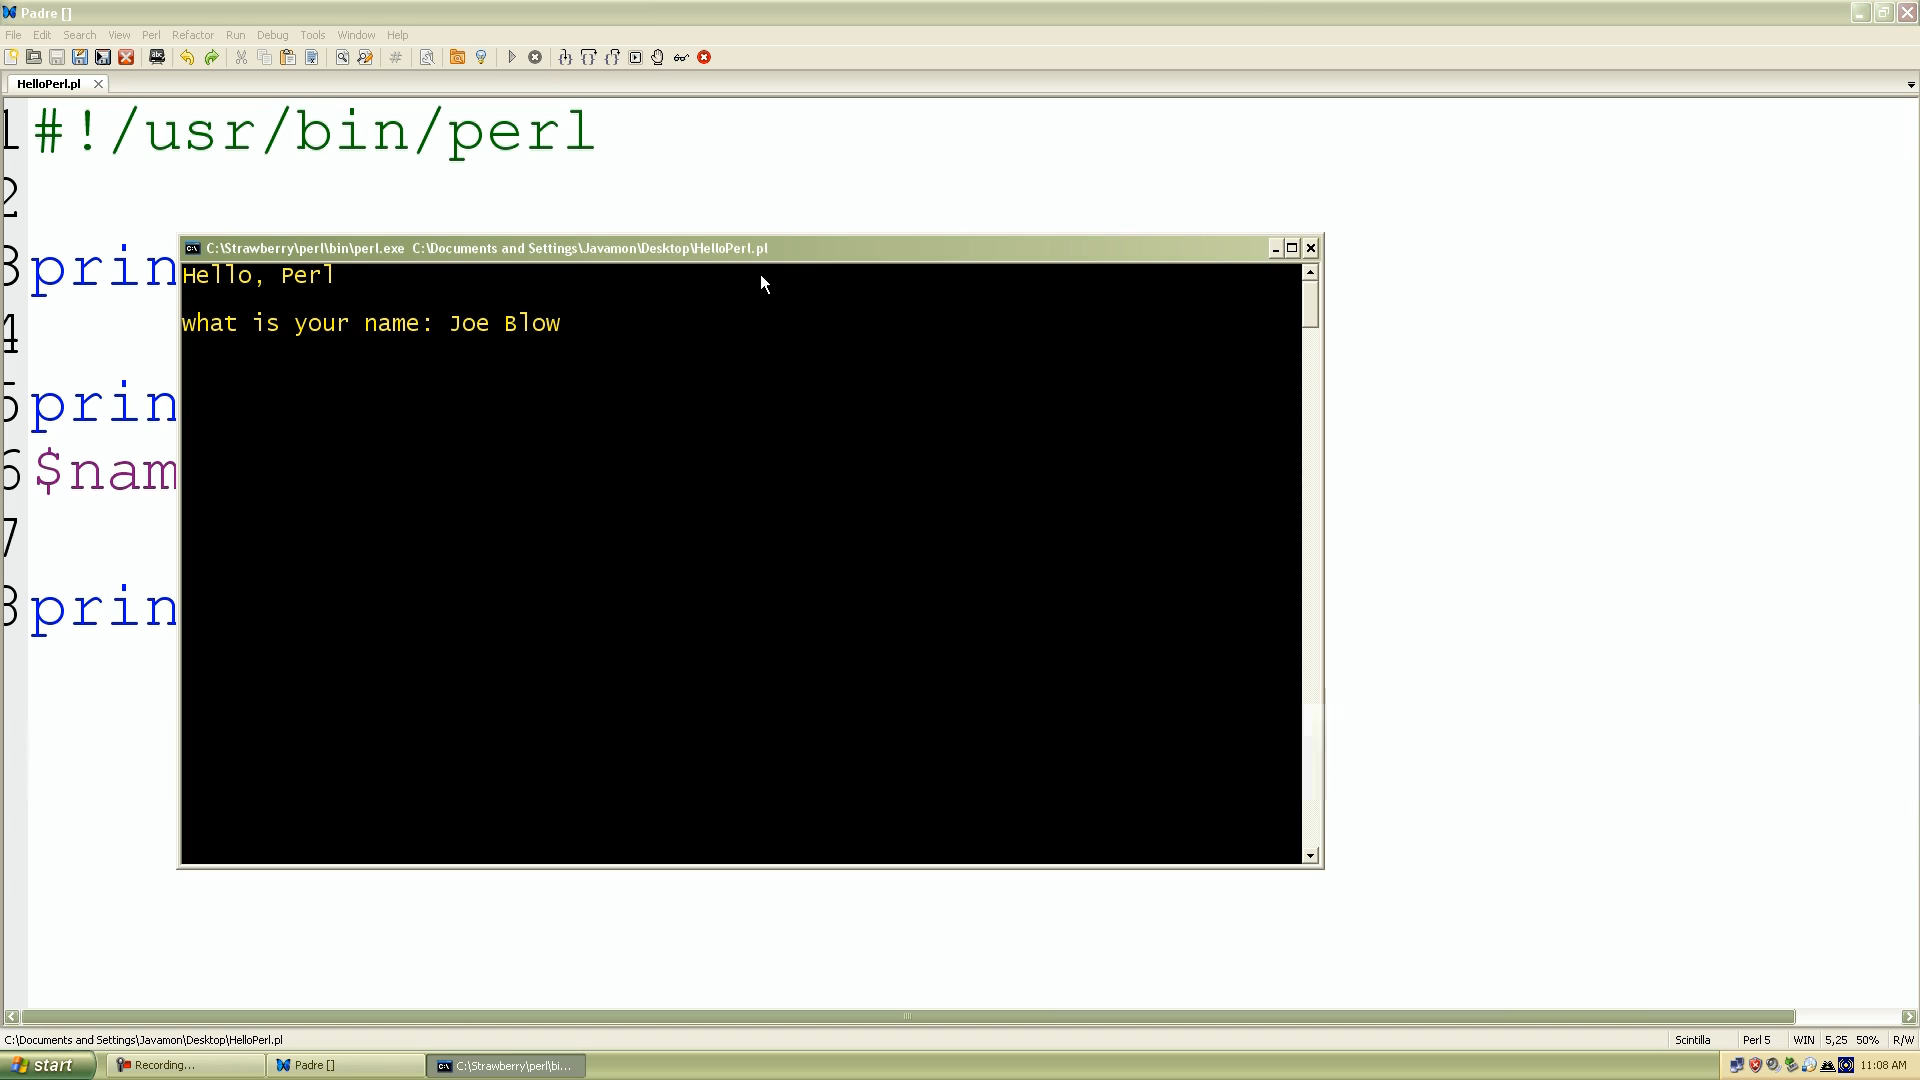 Padre []
File Edit Search View Perl Refactor Run Debug Tools Window Help
HelloPerl.pl
1 #!/usr/bin/perl
2
3 prin
4
5 prin
6 $nam
7
8 prin
C:\Strawberry\perl\bin\perl.exe C:\Documents and Settings\Javamon\Desktop\HelloPerl.pl
Hello, Perl
what is your name: Joe Blow
C:\Documents and Settings\Javamon\Desktop\HelloPerl.pl
Scintilla Perl 5 WIN 5,25 50% R/W
start Recording... Padre [] C:\Strawberry\perl\bi... 11:08 AM